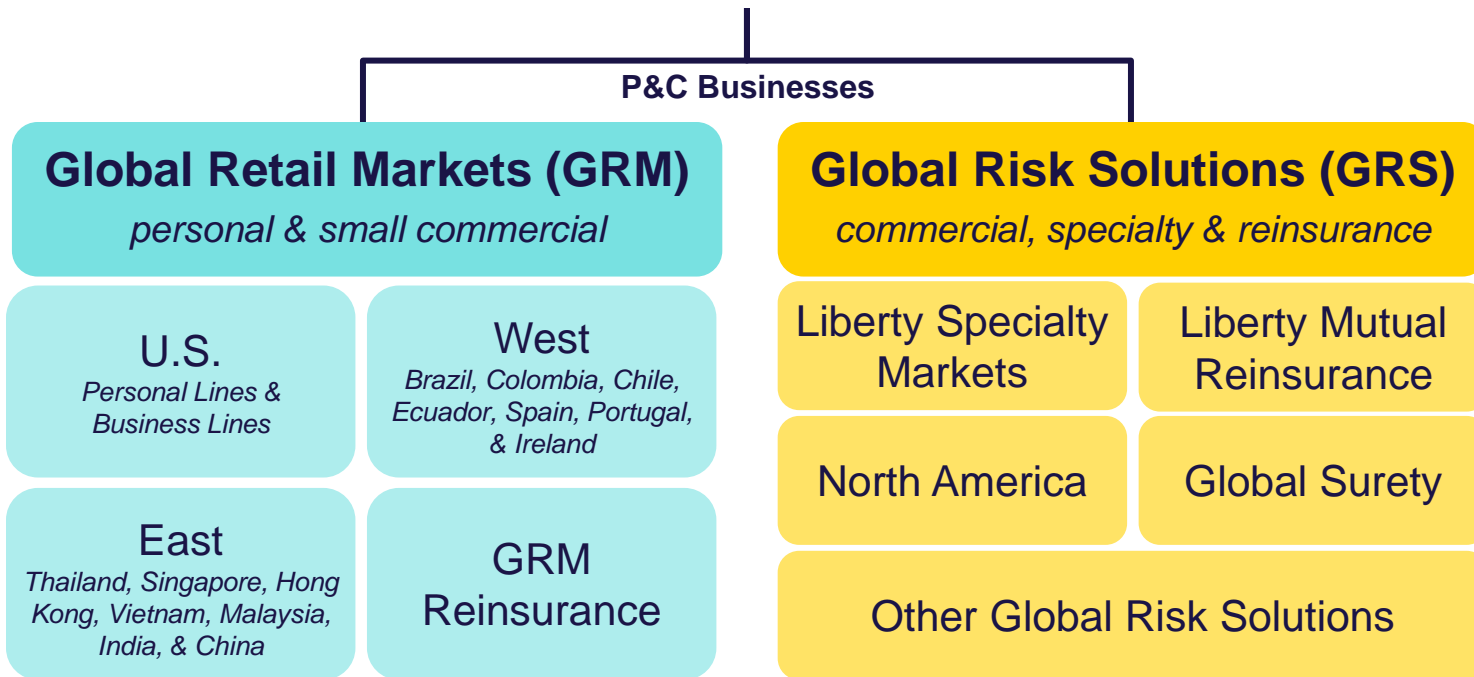 P&C Businesses
Global Retail Markets (GRM)
personal & small commercial
U.S.
Personal Lines &
Business Lines
West
Brazil, Colombia, Chile,
Ecuador, Spain, Portugal,
& Ireland
East
Thailand, Singapore, Hong
Kong, Vietnam, Malaysia,
India, & China
GRM
Reinsurance
Global Risk Solutions (GRS)
commercial, specialty & reinsurance
Liberty Specialty
Markets
Liberty Mutual
Reinsurance
North America
Global Surety
Other Global Risk Solutions